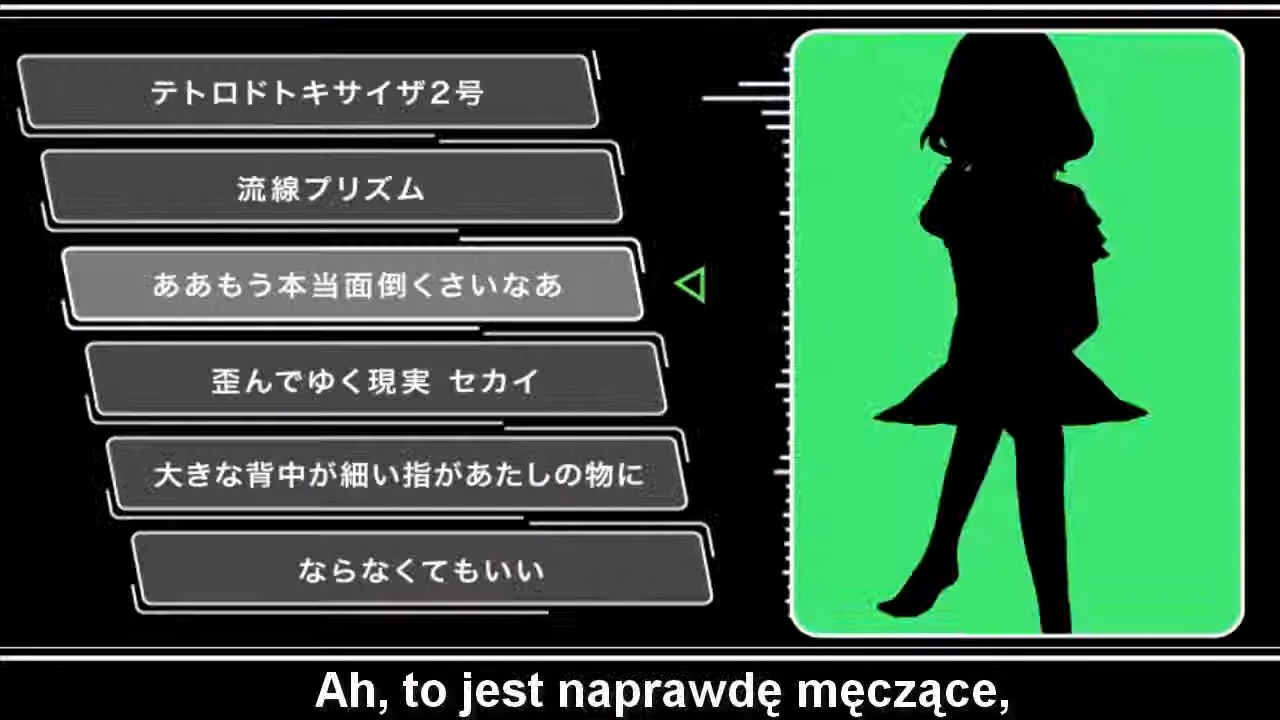 テトロドトキサイザ2号
流線プリズム
ああもう本当面倒くさいなあ
歪んでゆく現実 セカイ
大きな背中が細い指があたしの物に
ならなくてもいい
Ah, to jest naprawdę męczące,